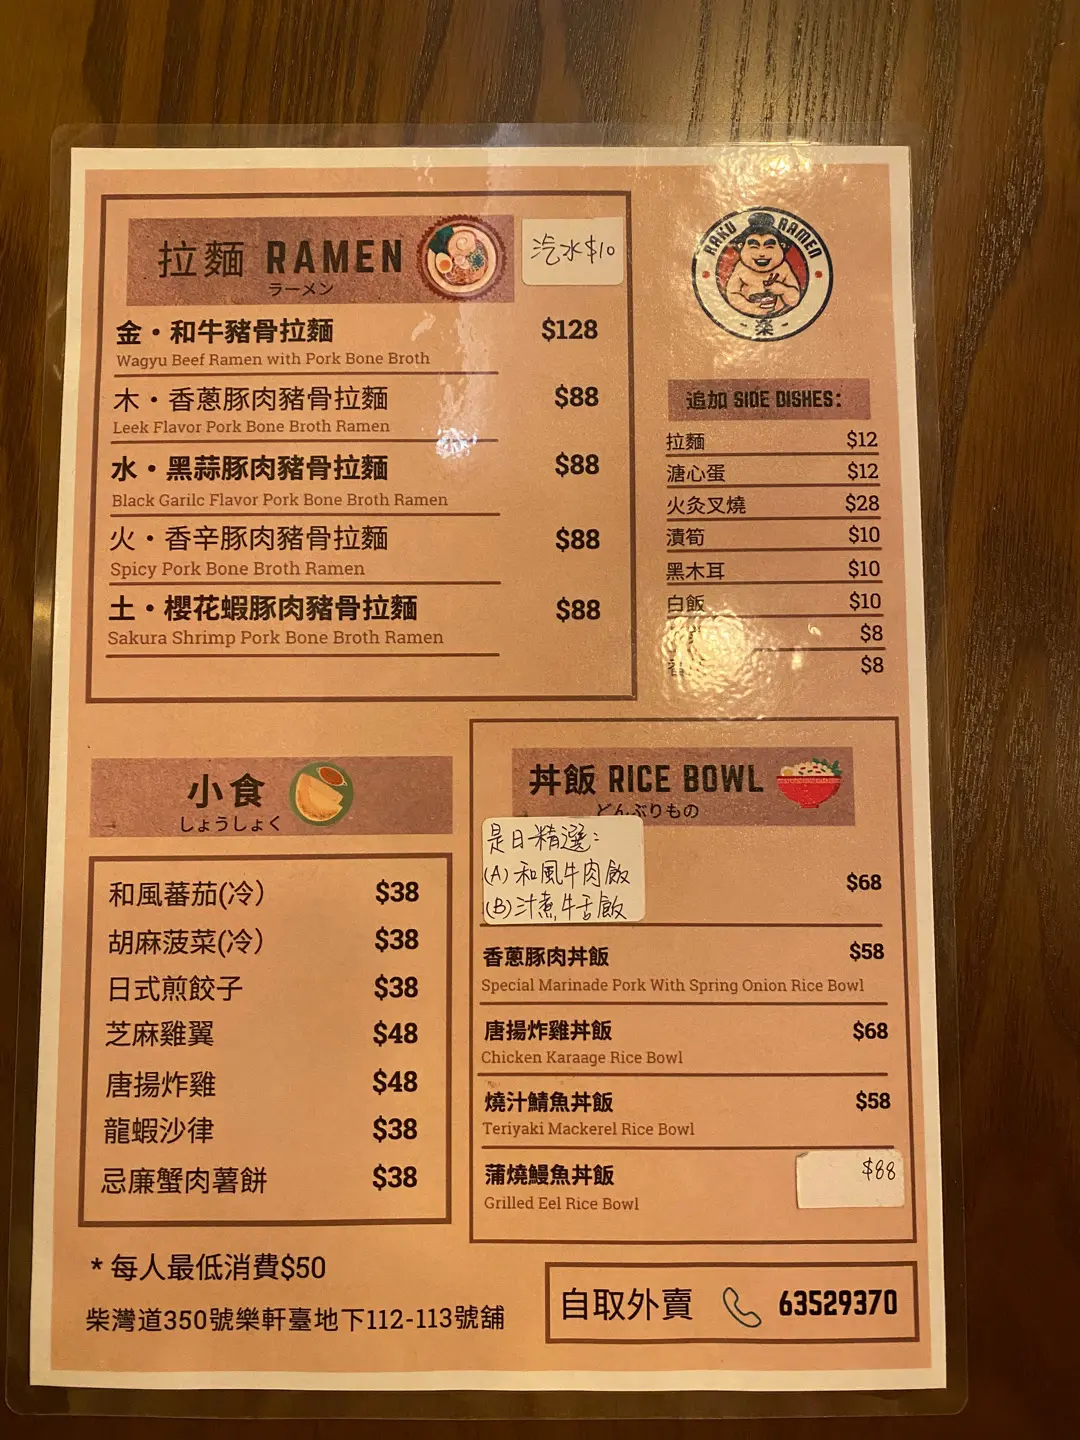 拉麵 RAMEN
ラーメン
汽水$10
金・和牛豬骨拉麵 $128
Wagyu Beef Ramen with Pork Bone Broth
木・香蔥豚肉豬骨拉麵 $88
Leek Flavor Pork Bone Broth Ramen
水・黑蒜豚肉豬骨拉麵 $88
Black Garilc Flavor Pork Bone Broth Ramen
火・香辛豚肉豬骨拉麵 $88
Spicy Pork Bone Broth Ramen
土・櫻花蝦豚肉豬骨拉麵 $88
Sakura Shrimp Pork Bone Broth Ramen
RAKU RAMEN
- 楽 -
追加 SIDE DISHES:
拉麵 $12
溏心蛋 $12
火灸叉燒 $28
漬筍 $10
黑木耳 $10
白飯 $10
$8
$8
小食
しょうしょく
和風蕃茄(冷) $38
胡麻菠菜(冷) $38
日式煎餃子 $38
芝麻雞翼 $48
唐揚炸雞 $48
龍蝦沙律 $38
忌廉蟹肉薯餅 $38
丼飯 RICE BOWL
どんぶりもの
是日精選:
(A) 和風牛肉飯
(B) 汁煮牛舌飯
$68
香蔥豚肉丼飯 $58
Special Marinade Pork With Spring Onion Rice Bowl
唐揚炸雞丼飯 $68
Chicken Karaage Rice Bowl
燒汁鯖魚丼飯 $58
Teriyaki Mackerel Rice Bowl
蒲燒鰻魚丼飯 $88
Grilled Eel Rice Bowl
* 每人最低消費$50
柴灣道350號樂軒臺地下112-113號舖
自取外賣 63529370